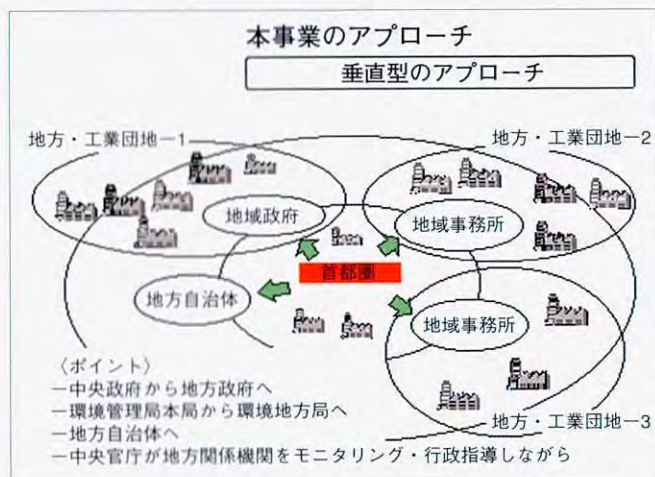 本事業のアプローチ
垂直型のアプローチ
地方・工業団地ー1
地方・工業団地ー2
地域政府
地域事務所
首都圏
地方自治体
地域事務所
〈ポイント〉
ー中央政府から地方政府へ
ー環境管理局本局から環境地方局へ
ー地方自治体へ
ー中央官庁が地方関係機関をモニタリング・行政指導しながら
地方・工業団地ー3